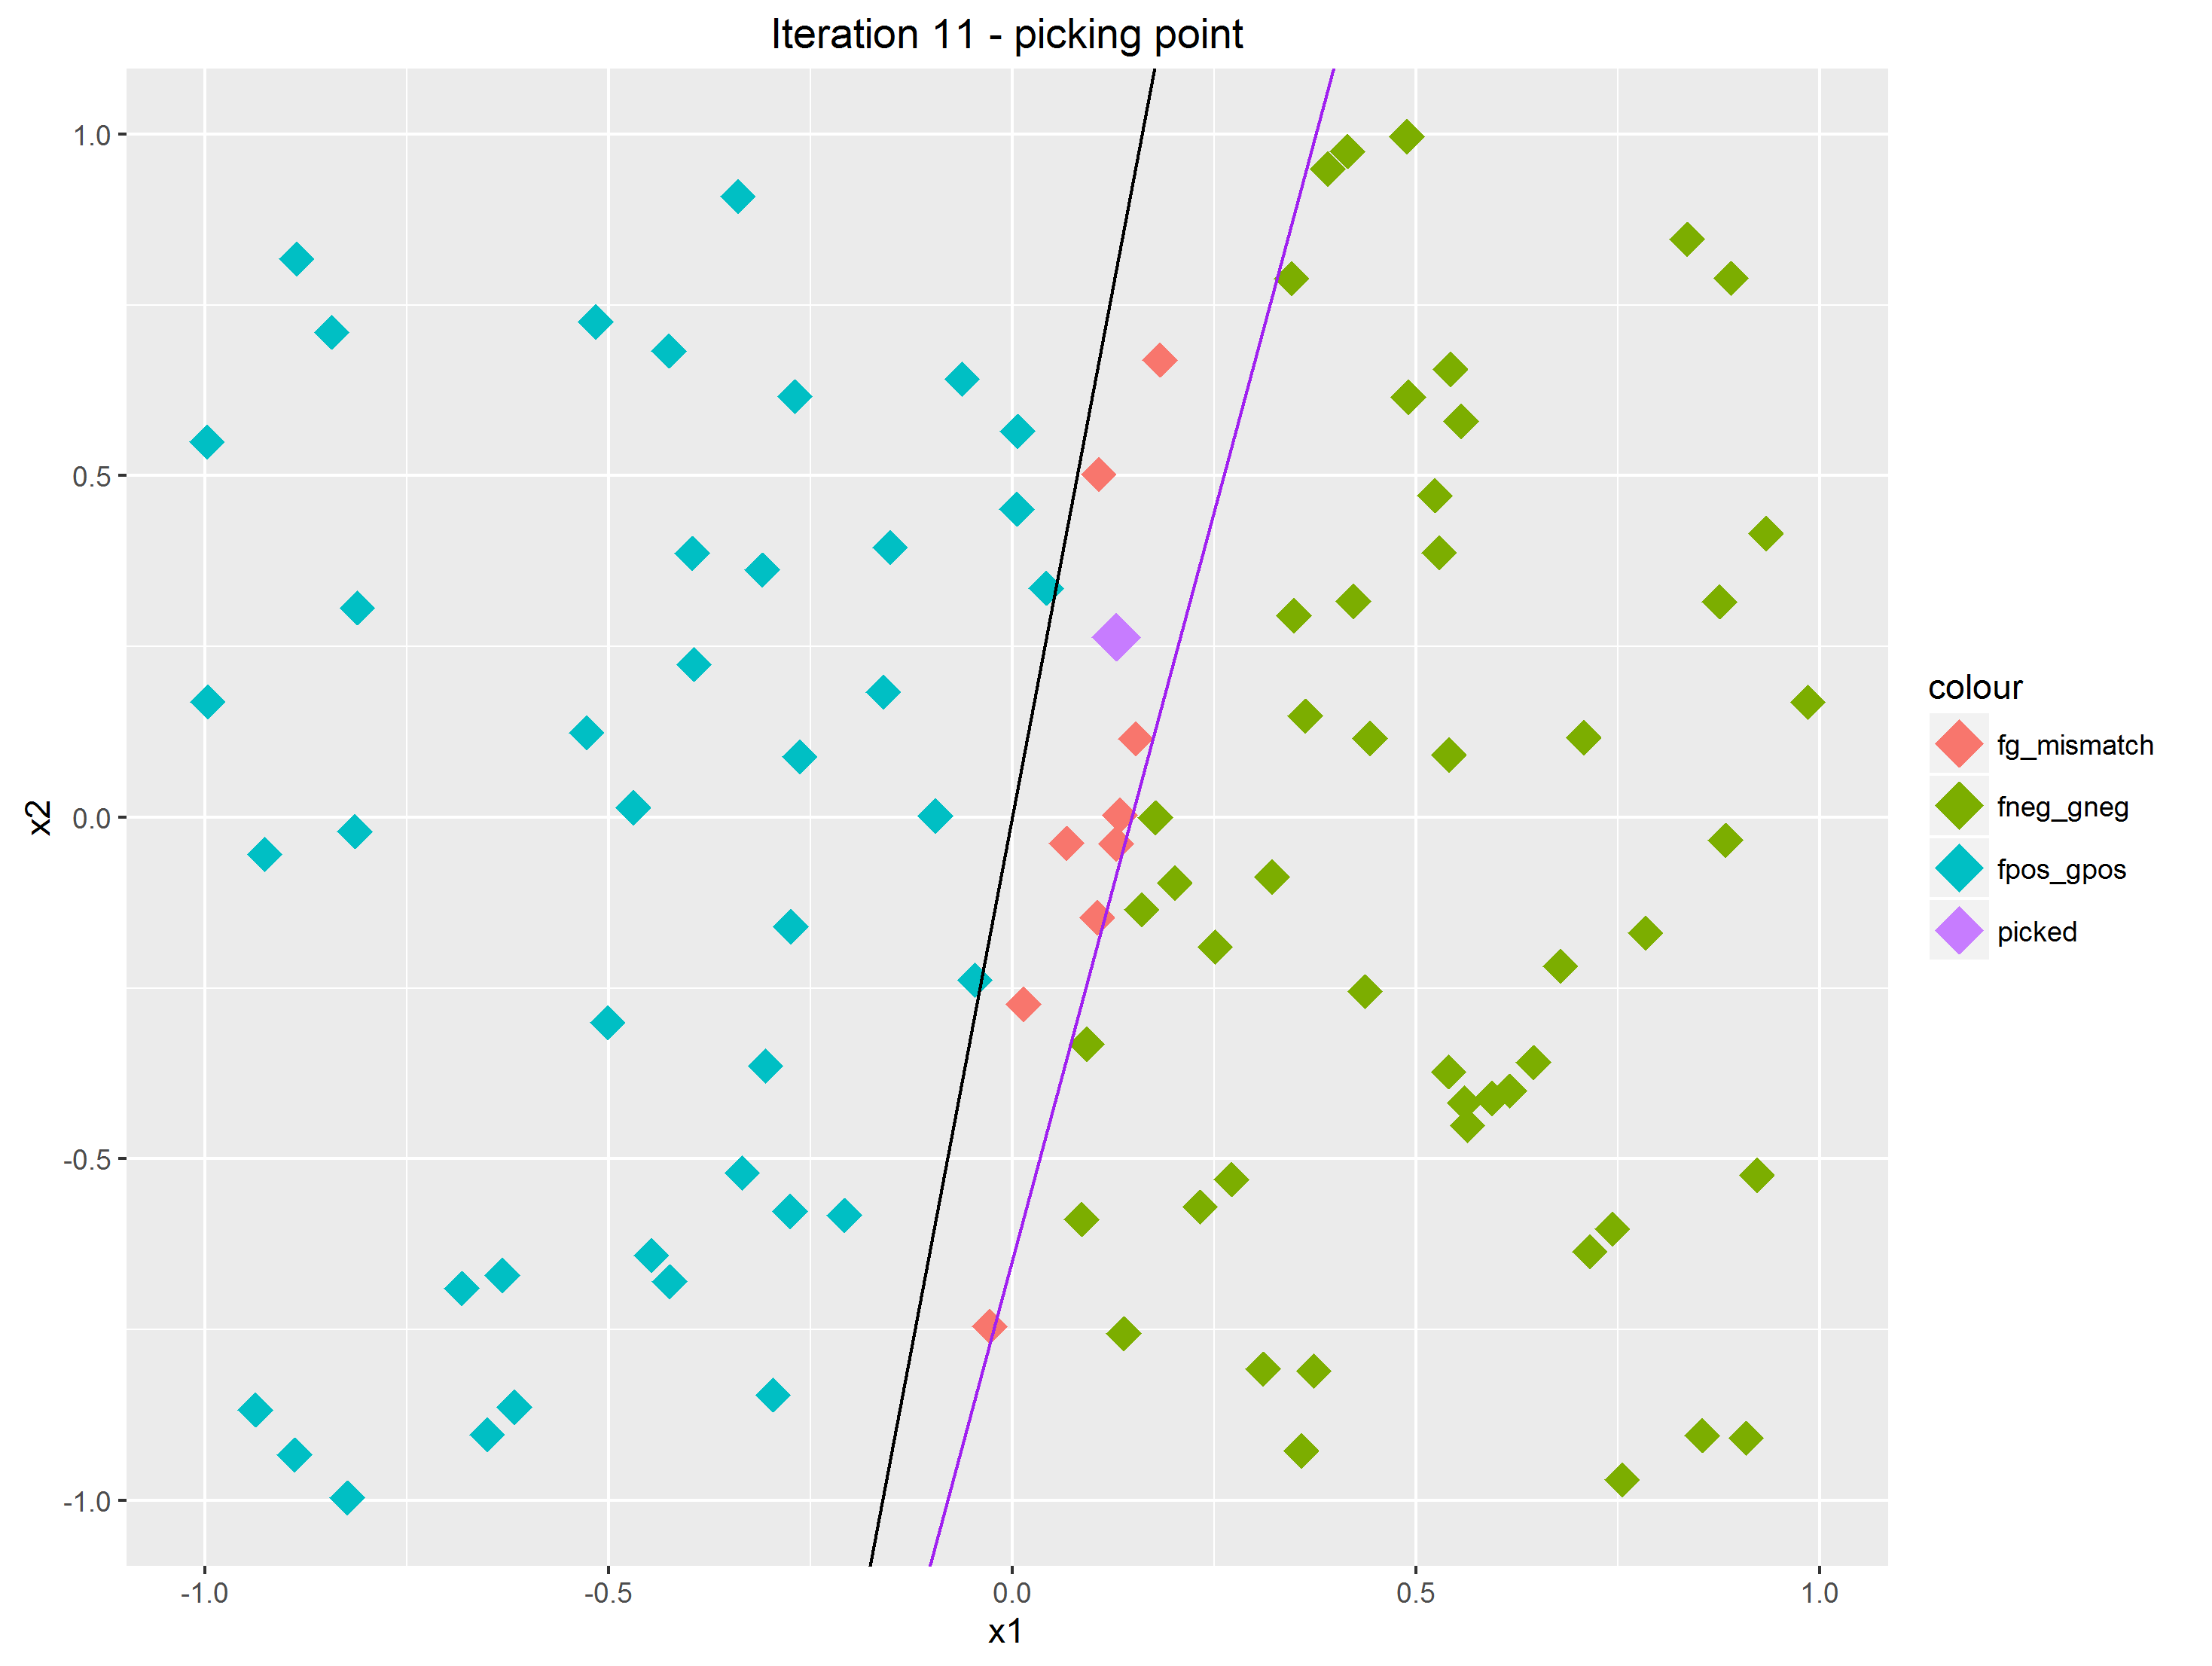 Iteration 11 - picking point
1.0
0.5
0.0
-0.5
-1.0
x2
-1.0 -0.5 0.0 0.5 1.0
x1
colour
fg_mismatch
fneg_gneg
fpos_gpos
picked